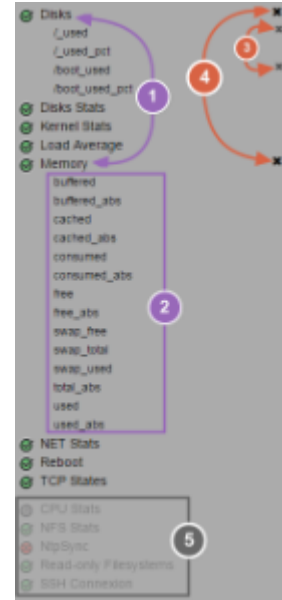 Disks
/_used
/_used_pct
/boot_used
/boot_used_pct
Disks Stats
Kernel Stats
Load Average
Memory
buffered
buffered_abs
cached
cached_abs
consumed
consumed_abs
free
free_abs
swap_free
swap_total
swap_used
total_abs
used
used_abs
NET Stats
Reboot
TCP States
CPU Stats
NFS Stats
NtpSync
Read-only Filesystems
SSH Connexion
1
2
3
4
5